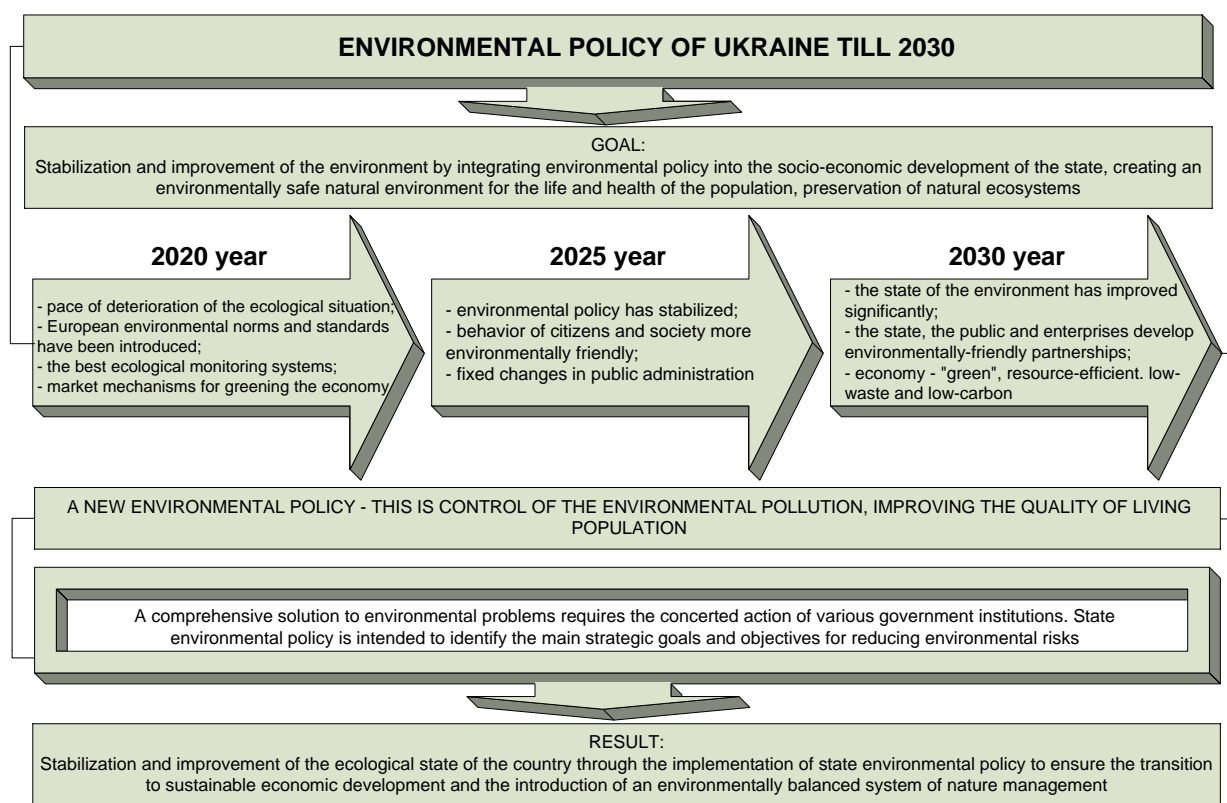 ENVIRONMENTAL POLICY OF UKRAINE TILL 2030
GOAL:
Stabilization and improvement of the environment by integrating environmental policy into the socio-economic development of the state, creating an
environmentally safe natural environment for the life and health of the population, preservation of natural ecosystems
2020 year
- pace of deterioration of the ecological situation;
- European environmental norms and standards
have been introduced;
- the best ecological monitoring systems;
- market mechanisms for greening the economy
2025 year
- environmental policy has stabilized;
- behavior of citizens and society more
environmentally friendly;
- fixed changes in public administration
2030 year
- the state of the environment has improved
significantly;
- the state, the public and enterprises develop
environmentally-friendly partnerships;
- economy - "green", resource-efficient. low-
waste and low-carbon
A NEW ENVIRONMENTAL POLICY - THIS IS CONTROL OF THE ENVIRONMENTAL POLLUTION, IMPROVING THE QUALITY OF LIVING
POPULATION
A comprehensive solution to environmental problems requires the concerted action of various government institutions. State
environmental policy is intended to identify the main strategic goals and objectives for reducing environmental risks
RESULT:
Stabilization and improvement of the ecological state of the country through the implementation of state environmental policy to ensure the transition
to sustainable economic development and the introduction of an environmentally balanced system of nature management